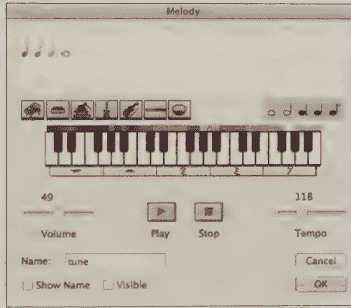 Melody
49
118
Volume
Play
Stop
Tempo
Name: tune
Cancel
Show Name
Visible
OK